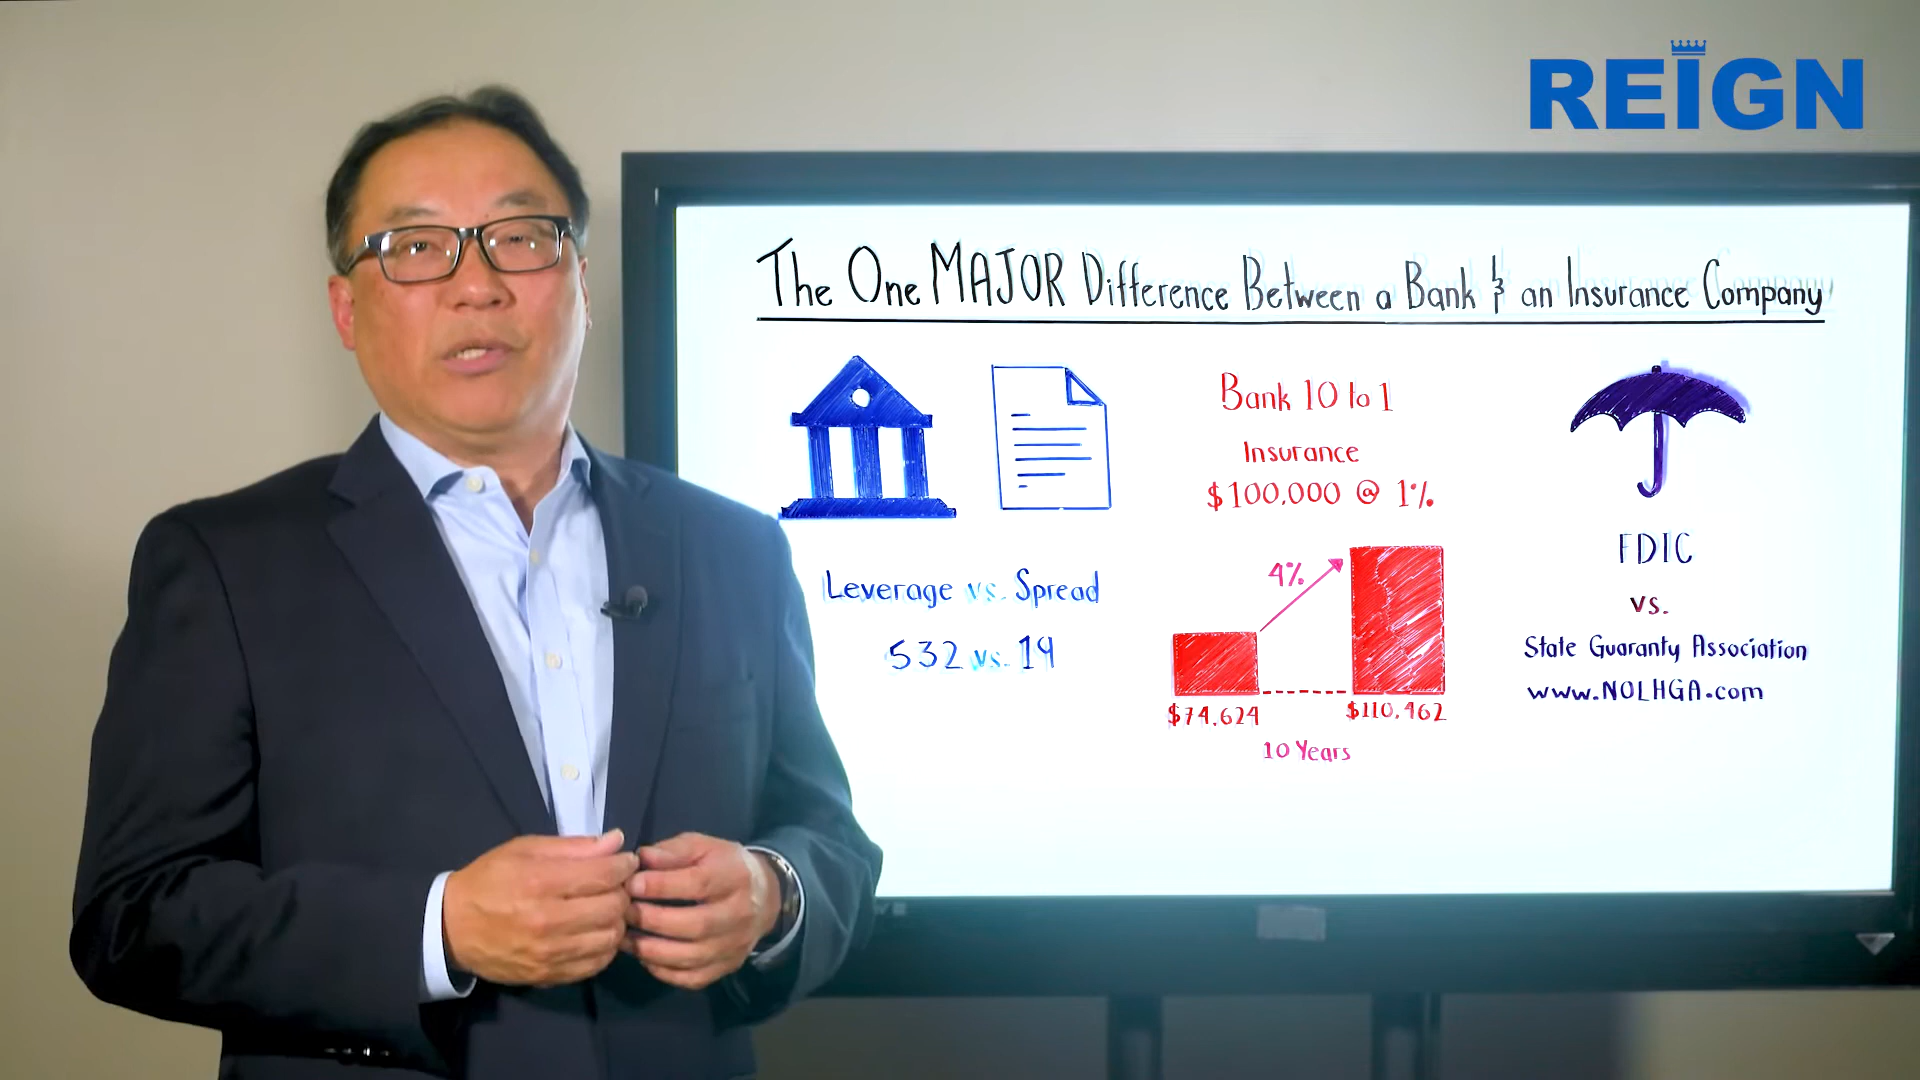 REIGN
The One MAJOR Difference Between a Bank & an Insurance Company
Leverage vs. Spread
532 vs. 19
Bank 10 to 1
Insurance
$100,000 @ 1%
4%
$74,624
$110,462
10 Years
FDIC
vs.
State Guaranty Association
www.NOLHGA.com